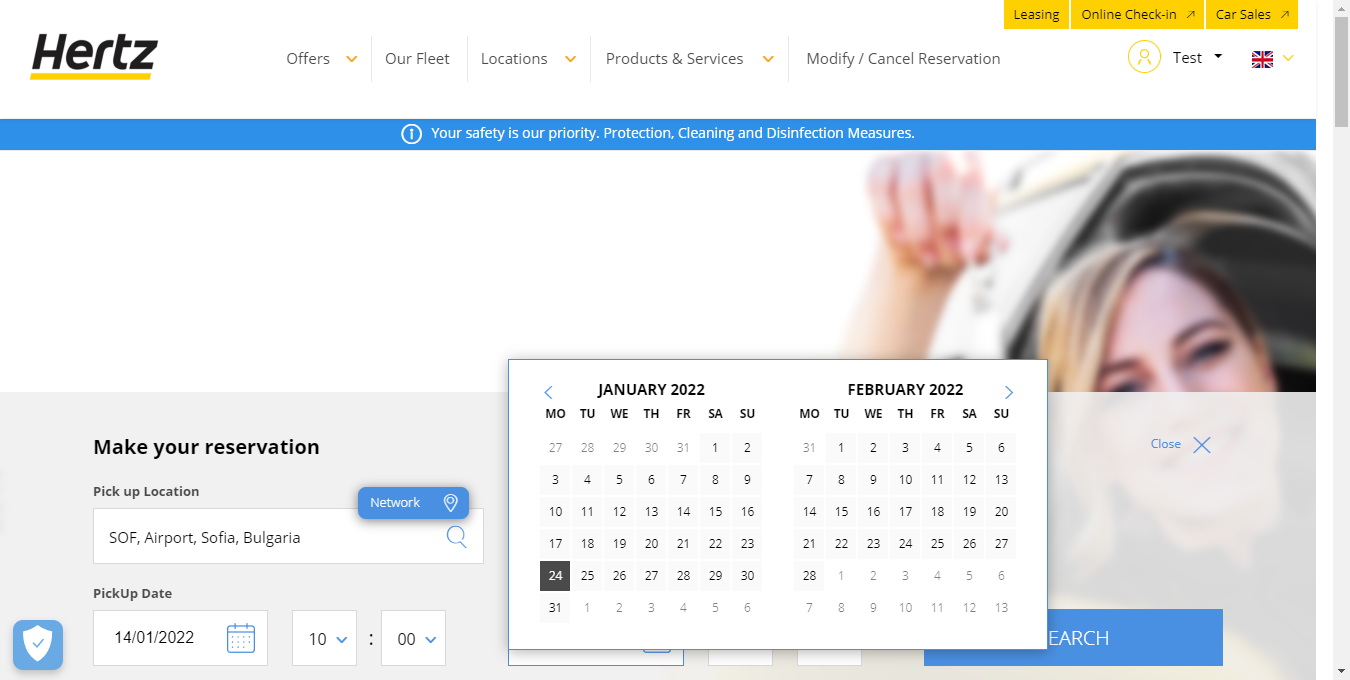 Leasing
Online Check-in
Car Sales
Hertz
Offers
Our Fleet
Locations
Products & Services
Modify / Cancel Reservation
Test
Your safety is our priority. Protection, Cleaning and Disinfection Measures.
JANUARY 2022
MO TU WE TH FR SA SU
27 28 29 30 31 1 2
3 4 5 6 7 8 9
10 11 12 13 14 15 16
17 18 19 20 21 22 23
24 25 26 27 28 29 30
31 1 2 3 4 5 6
FEBRUARY 2022
MO TU WE TH FR SA SU
31 1 2 3 4 5 6
7 8 9 10 11 12 13
14 15 16 17 18 19 20
21 22 23 24 25 26 27
28 1 2 3 4 5 6
7 8 9 10 11 12 13
Close
Make your reservation
Pick up Location
Network
SOF, Airport, Sofia, Bulgaria
PickUp Date
14/01/2022
10 : 00
EARCH